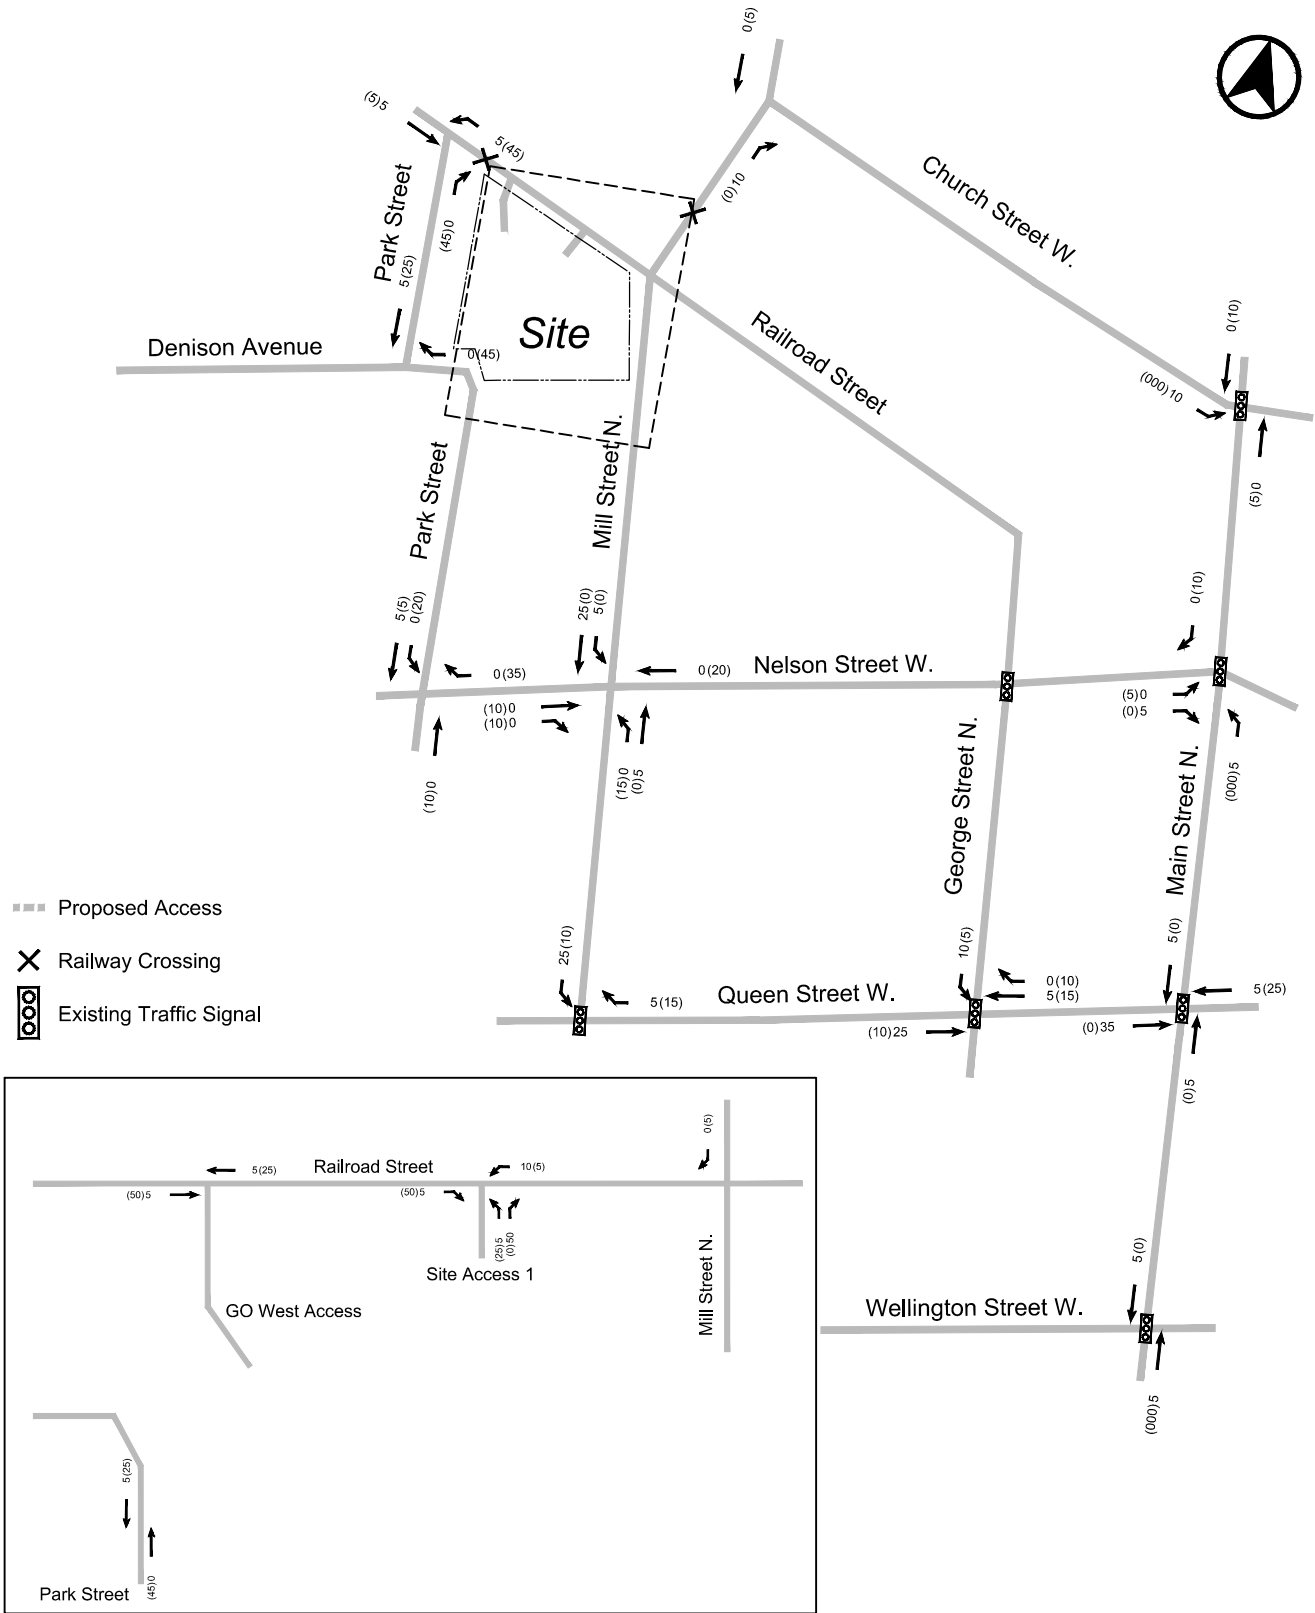 0(5)
(5)5
5(45)
(0)10
Church Street W.
Park Street
5(25)
(45)0
Site
Railroad Street
0(10)
(000)10
(5)0
Denison Avenue
0(45)
Park Street
Mill Street N.
5(5)
0(20)
25(0)
5(0)
0(35)
0(20)
Nelson Street W.
0(10)
(10)0
(10)0
(5)0
(0)5
(10)0
(15)0
(0)5
(000)5
George Street N.
Main Street N.
Proposed Access
Railway Crossing
Existing Traffic Signal
25(10)
5(15)
Queen Street W.
10(5)
0(10)
5(15)
5(0)
5(25)
(10)25
(0)35
(0)5
5(25)
Railroad Street
10(5)
0(5)
(50)5
(50)5
(25)5
(0)50
Site Access 1
Mill Street N.
GO West Access
5(0)
Wellington Street W.
(000)5
5(25)
Park Street
(45)0